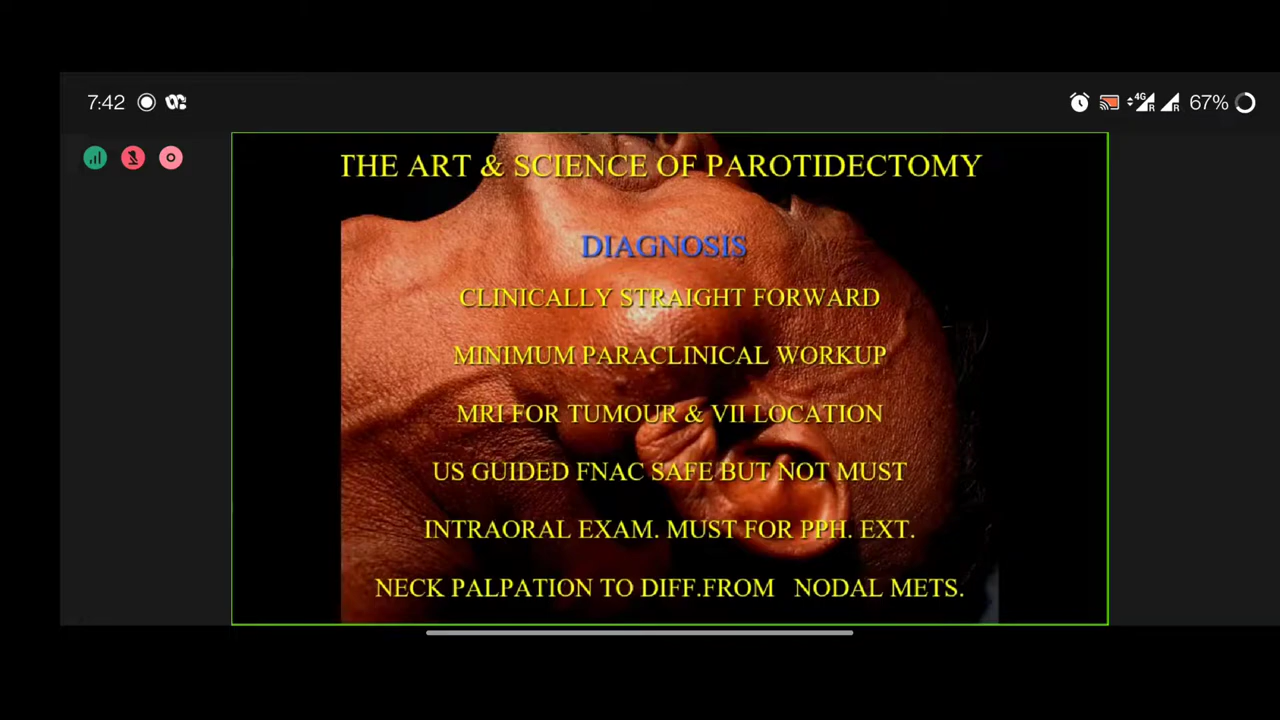 7:42
4G
R
R
67%
THE ART & SCIENCE OF PAROTIDECTOMY
DIAGNOSIS
CLINICALLY STRAIGHT FORWARD
MINIMUM PARACLINICAL WORKUP
MRI FOR TUMOUR & VII LOCATION
US GUIDED FNAC SAFE BUT NOT MUST
INTRAORAL EXAM. MUST FOR PPH. EXT.
NECK PALPATION TO DIFF.FROM NODAL METS.